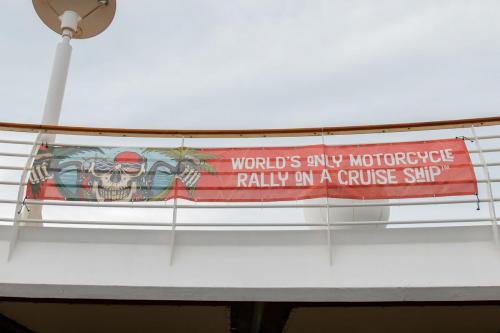 WORLD'S ONLY MOTORCYCLE
RALLY ON A CRUISE SHIP™